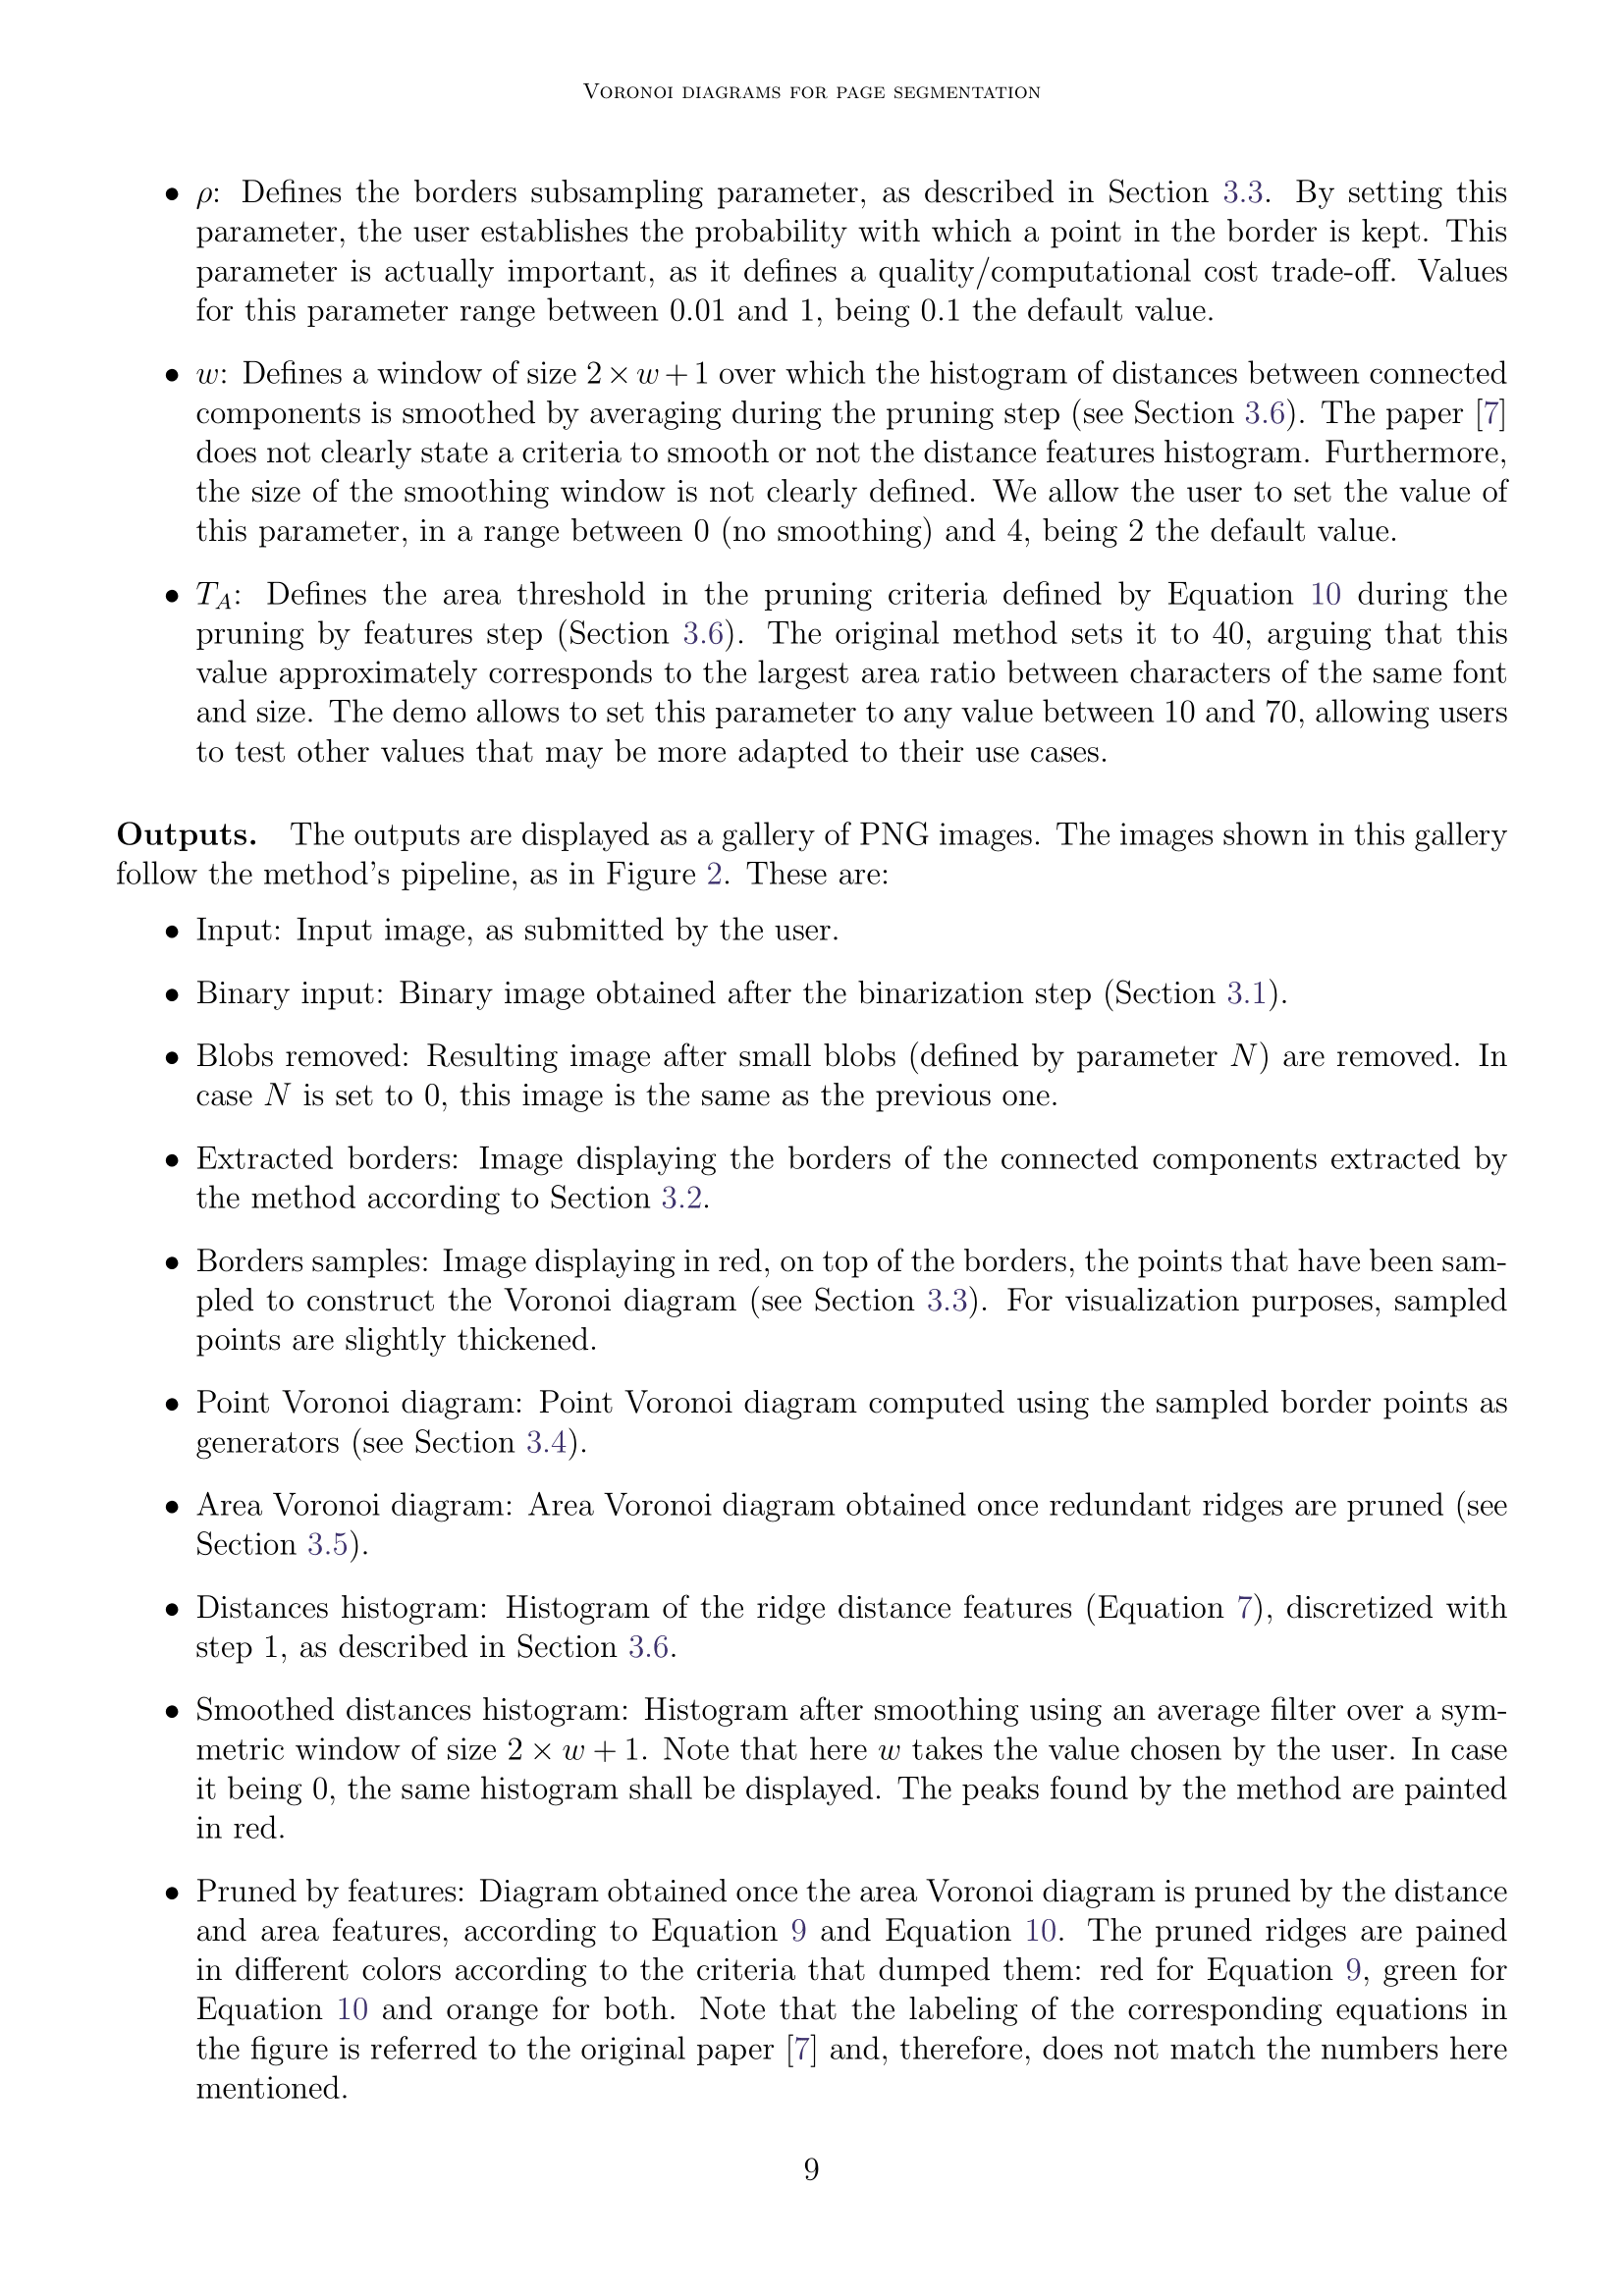 Voronoi diagrams for page segmentation
• ρ: Defines the borders subsampling parameter, as described in Section 3.3. By setting this
parameter, the user establishes the probability with which a point in the border is kept. This
parameter is actually important, as it defines a quality/computational cost trade-off. Values
for this parameter range between 0.01 and 1, being 0.1 the default value.
• w: Defines a window of size 2 × w + 1 over which the histogram of distances between connected
components is smoothed by averaging during the pruning step (see Section 3.6). The paper [7]
does not clearly state a criteria to smooth or not the distance features histogram. Furthermore,
the size of the smoothing window is not clearly defined. We allow the user to set the value of
this parameter, in a range between 0 (no smoothing) and 4, being 2 the default value.
• T_A: Defines the area threshold in the pruning criteria defined by Equation 10 during the
pruning by features step (Section 3.6). The original method sets it to 40, arguing that this
value approximately corresponds to the largest area ratio between characters of the same font
and size. The demo allows to set this parameter to any value between 10 and 70, allowing users
to test other values that may be more adapted to their use cases.
Outputs. The outputs are displayed as a gallery of PNG images. The images shown in this gallery
follow the method's pipeline, as in Figure 2. These are:
• Input: Input image, as submitted by the user.
• Binary input: Binary image obtained after the binarization step (Section 3.1).
• Blobs removed: Resulting image after small blobs (defined by parameter N) are removed. In
case N is set to 0, this image is the same as the previous one.
• Extracted borders: Image displaying the borders of the connected components extracted by
the method according to Section 3.2.
• Borders samples: Image displaying in red, on top of the borders, the points that have been sam-
pled to construct the Voronoi diagram (see Section 3.3). For visualization purposes, sampled
points are slightly thickened.
• Point Voronoi diagram: Point Voronoi diagram computed using the sampled border points as
generators (see Section 3.4).
• Area Voronoi diagram: Area Voronoi diagram obtained once redundant ridges are pruned (see
Section 3.5).
• Distances histogram: Histogram of the ridge distance features (Equation 7), discretized with
step 1, as described in Section 3.6.
• Smoothed distances histogram: Histogram after smoothing using an average filter over a sym-
metric window of size 2 × w + 1. Note that here w takes the value chosen by the user. In case
it being 0, the same histogram shall be displayed. The peaks found by the method are painted
in red.
• Pruned by features: Diagram obtained once the area Voronoi diagram is pruned by the distance
and area features, according to Equation 9 and Equation 10. The pruned ridges are pained
in different colors according to the criteria that dumped them: red for Equation 9, green for
Equation 10 and orange for both. Note that the labeling of the corresponding equations in
the figure is referred to the original paper [7] and, therefore, does not match the numbers here
mentioned.
9